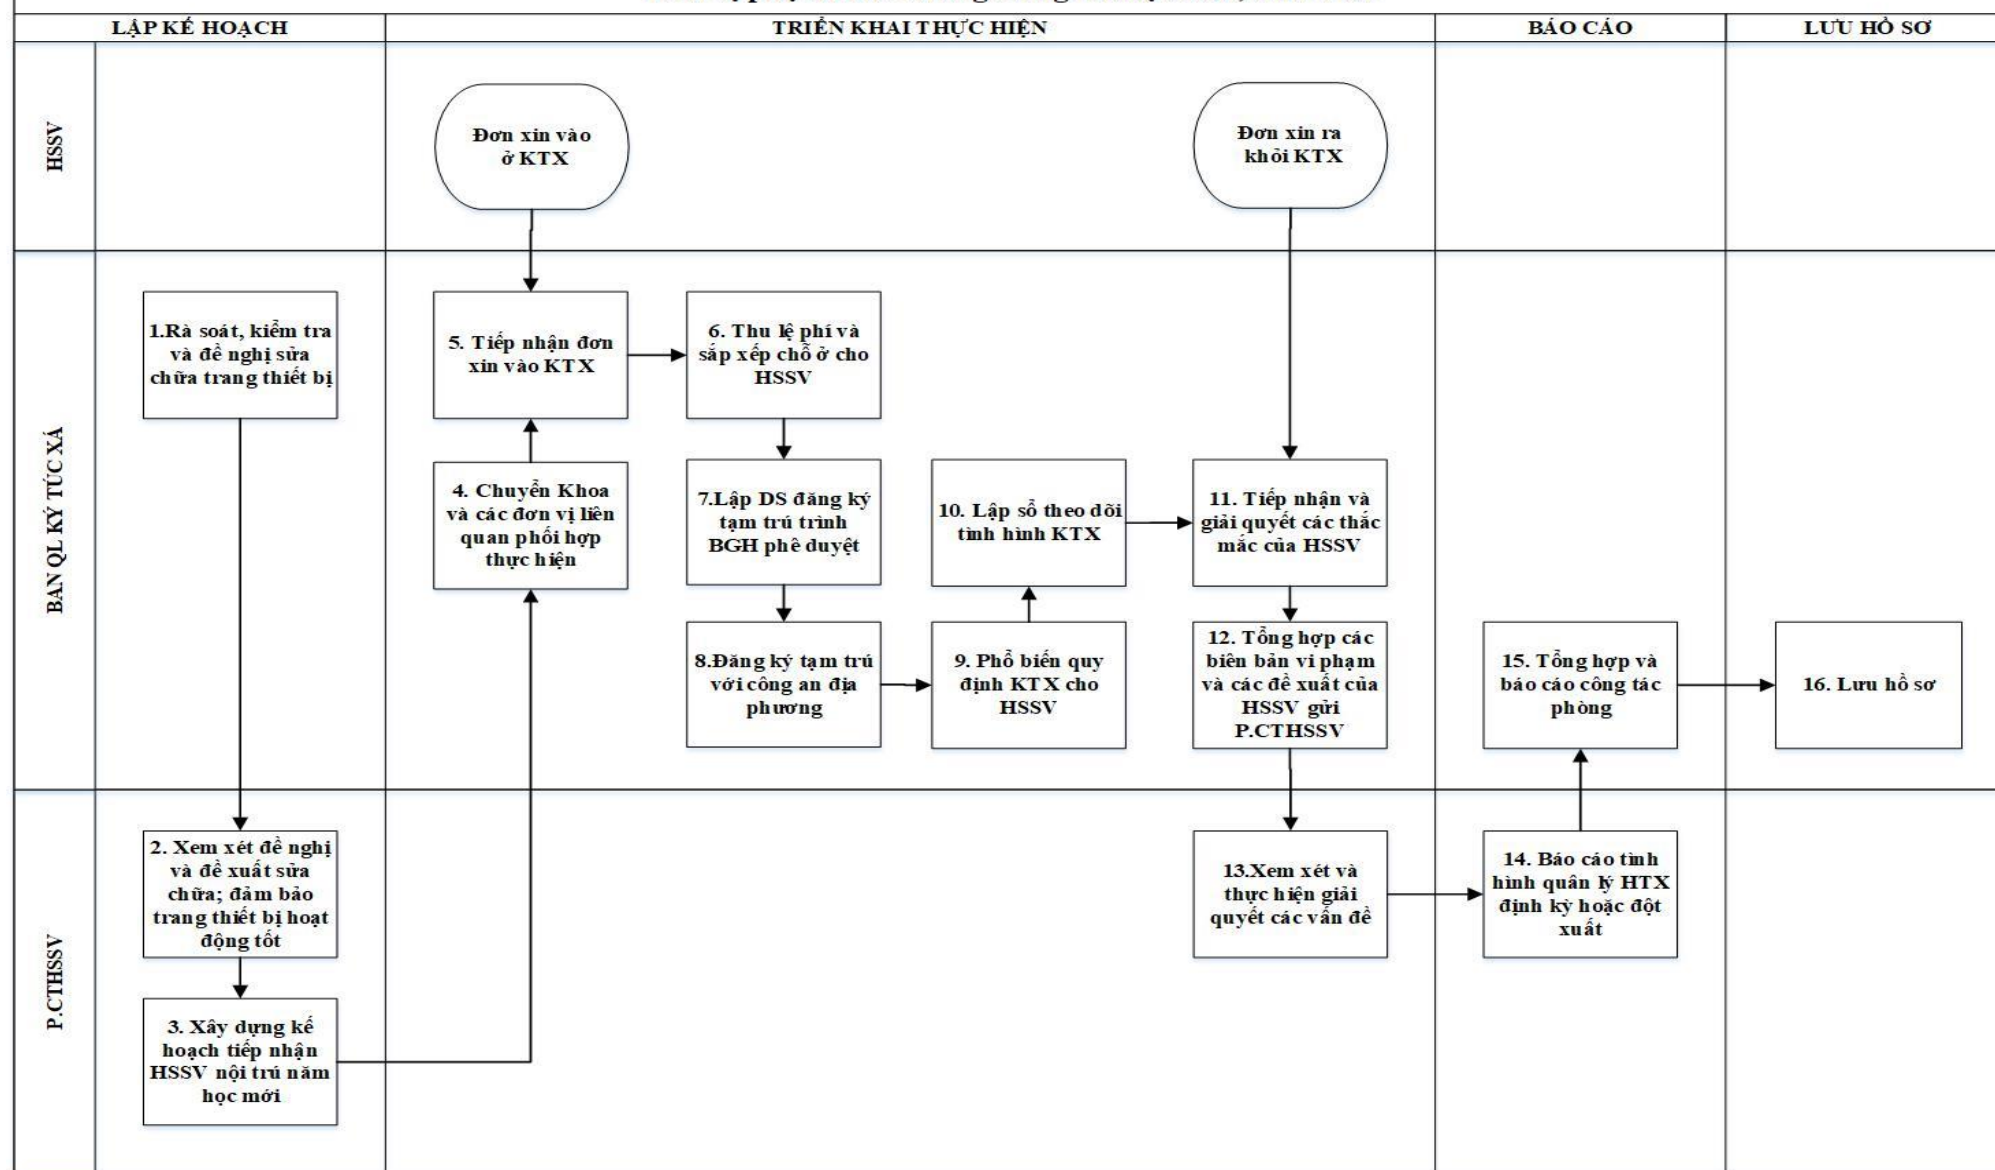 LẬP KẾ HOẠCH
TRIỂN KHAI THỰC HIỆN
BÁO CÁO
LƯU HỒ SƠ
HSSV
Đơn xin vào
ở KTX
Đơn xin ra
khỏi KTX
BAN QL KÝ TÚC XÁ
1.Rà soát, kiểm tra
và đề nghị sửa
chữa trang thiết bị
5. Tiếp nhận đơn
xin vào KTX
6. Thu lệ phí và
sắp xếp chỗ ở cho
HSSV
4. Chuyển Khoa
và các đơn vị liên
quan phối hợp
thực hiện
7.Lập DS đăng ký
tạm trú trình
BGH phê duyệt
10. Lập sổ theo dõi
tình hình KTX
11. Tiếp nhận và
giải quyết các thắc
mắc của HSSV
8.Đăng ký tạm trú
với công an địa
phương
9. Phổ biến quy
định KTX cho
HSSV
12. Tổng hợp các
biên bản vi phạm
và các đề xuất của
HSSV gửi
P.CTHSSV
15. Tổng hợp và
báo cáo công tác
phòng
16. Lưu hồ sơ
P.CTHSSV
2. Xem xét đề nghị
và đề xuất sửa
chữa; đảm bảo
trang thiết bị hoạt
động tốt
13.Xem xét và
thực hiện giải
quyết các vấn đề
14. Báo cáo tình
hình quản lý HTX
định kỳ hoặc đột
xuất
3. Xây dựng kế
hoạch tiếp nhận
HSSV nội trú năm
học mới